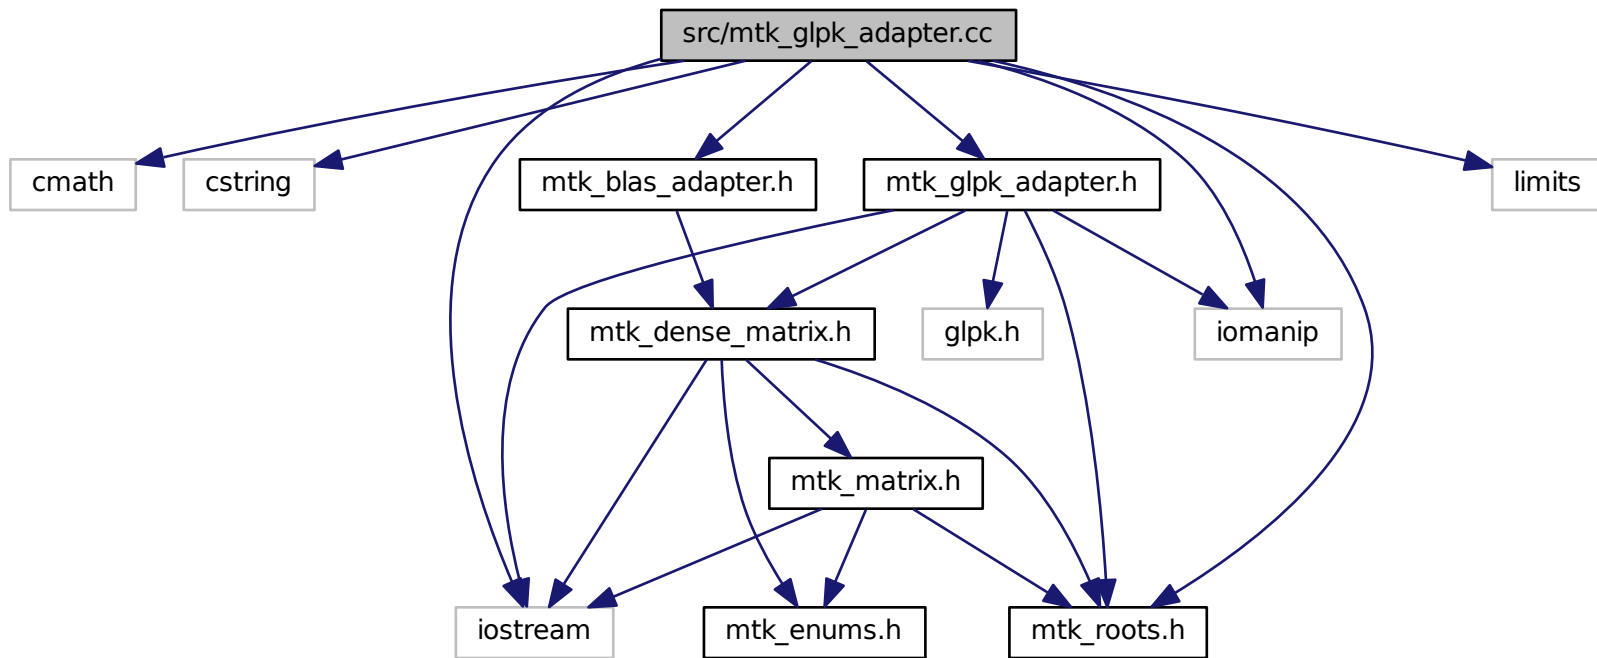 src/mtk_glpk_adapter.cc
cmath
cstring
mtk_blas_adapter.h
mtk_glpk_adapter.h
limits
mtk_dense_matrix.h
glpk.h
iomanip
mtk_matrix.h
iostream
mtk_enums.h
mtk_roots.h